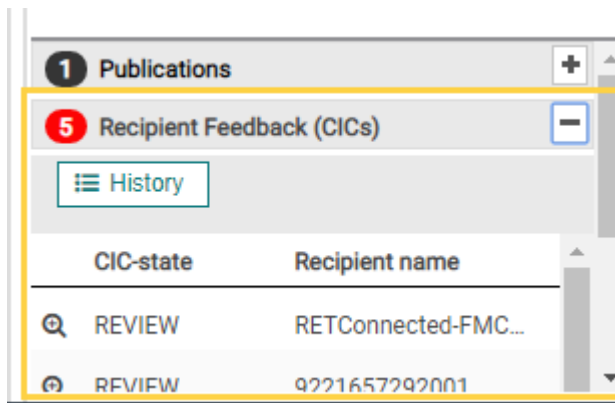 1 Publications
5 Recipient Feedback (CICs)
History
CIC-state Recipient name
REVIEW RETConnected-FMC...
REVIEW 9221657292001